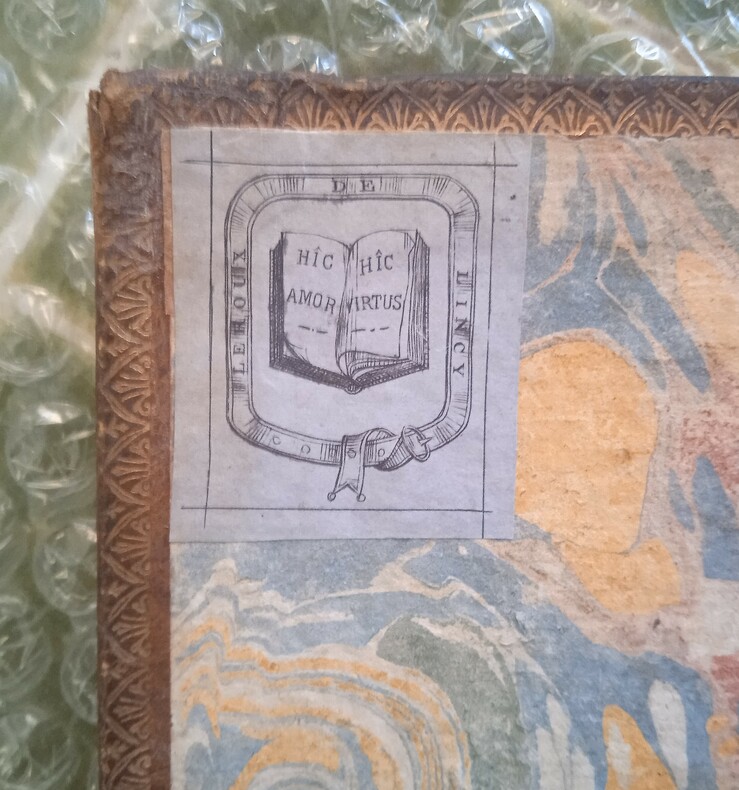 LEROUX
DE
LINCY
HÎC
AMOR
HÎC
VIRTUS